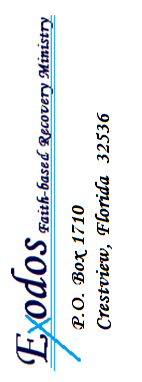 Exodos Faith-based Recovery Ministry
P.O. Box 1710
Crestview, Florida 32536